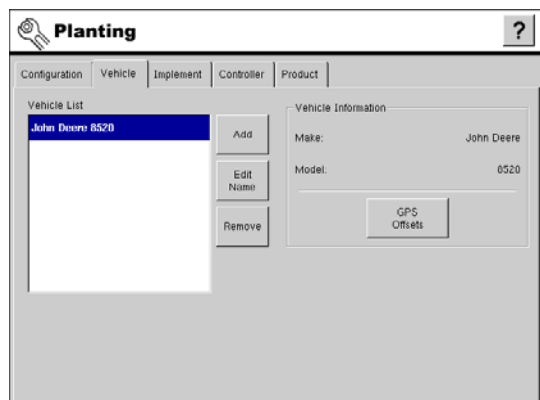 Planting
?
Configuration Vehicle Implement Controller Product
Vehicle List
John Deere 8520
Add
Edit
Name
Remove
Vehicle Information
Make: John Deere
Model: 8520
GPS
Offsets